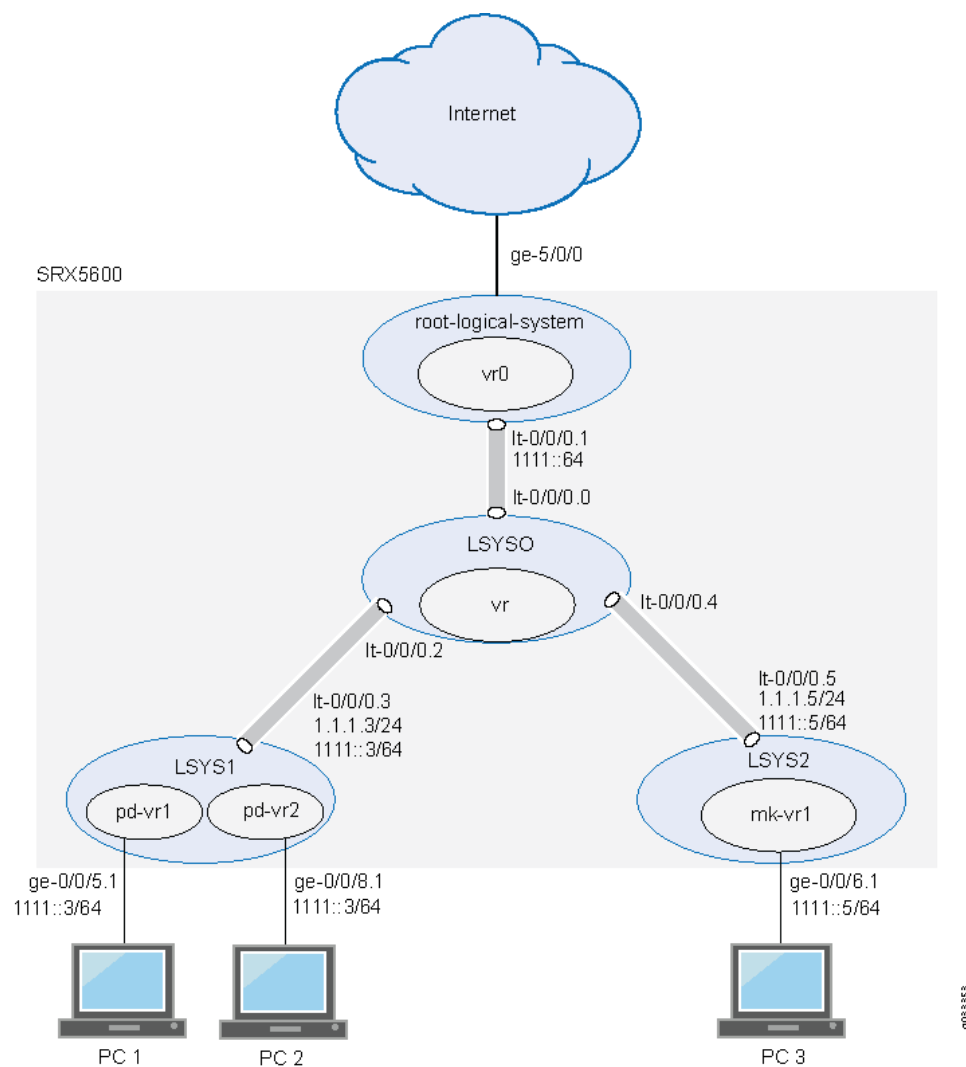 Internet
ge-5/0/0
SRX5600
root-logical-system
vr0
lt-0/0/0.1
1111::64
lt-0/0/0.0
LSYSO
vr
lt-0/0/0.4
lt-0/0/0.2
lt-0/0/0.3
1.1.1.3/24
1111::3/64
lt-0/0/0.5
1.1.1.5/24
1111::5/64
LSYS1
pd-vr1
pd-vr2
LSYS2
mk-vr1
ge-0/0/5.1
1111::3/64
ge-0/0/8.1
1111::3/64
ge-0/0/6.1
1111::5/64
PC 1
PC 2
PC 3